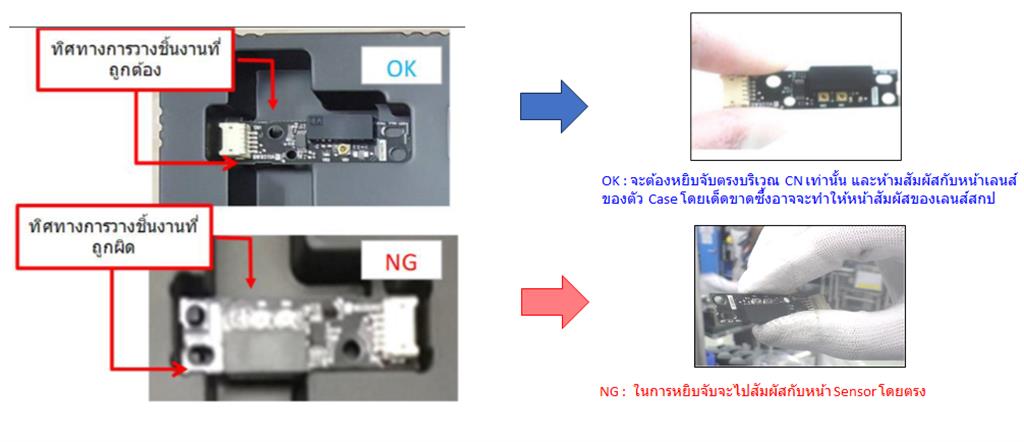 ทิศทางการวางชิ้นงานที่
ถูกต้อง
OK
OK : จะต้องหยิบจับตรงบริเวณ CN เท่านั้น และห้ามสัมผัสกับหน้าเลนส์
ของตัว Case โดยเด็ดขาดซึ้งอาจจะทำให้หน้าสัมผัสของเลนส์สกป
ทิศทางการวางชิ้นงานที่
ถูกผิด
NG
NG : ในการหยิบจับจะไปสัมผัสกับหน้า Sensor โดยตรง